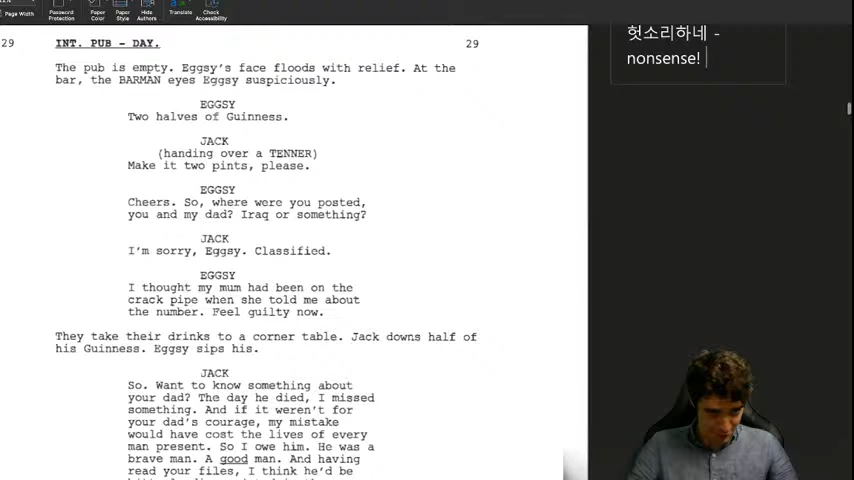 Page Width
Password
Protection
Paper
Color
Paper
Style
Hide
Authors
Translate
Check
Accessibility
헛소리하네 -
nonsense!
29 INT. PUB - DAY. 29
The pub is empty. Eggsy's face floods with relief. At the
bar, the BARMAN eyes Eggsy suspiciously.
EGGSY
Two halves of Guinness.
JACK
(handing over a TENNER)
Make it two pints, please.
EGGSY
Cheers. So, where were you posted,
you and my dad? Iraq or something?
JACK
I'm sorry, Eggsy. Classified.
EGGSY
I thought my mum had been on the
crack pipe when she told me about
the number. Feel guilty now.
They take their drinks to a corner table. Jack downs half of
his Guinness. Eggsy sips his.
JACK
So. Want to know something about
your dad? The day he died, I missed
something. And if it weren't for
your dad's courage, my mistake
would have cost the lives of every
man present. So I owe him. He was a
brave man. A good man. And having
read your files, I think he'd be